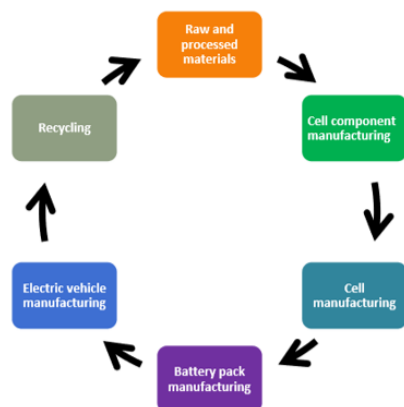 Raw and
processed
materials
Cell component
manufacturing
Cell
manufacturing
Battery pack
manufacturing
Electric vehicle
manufacturing
Recycling